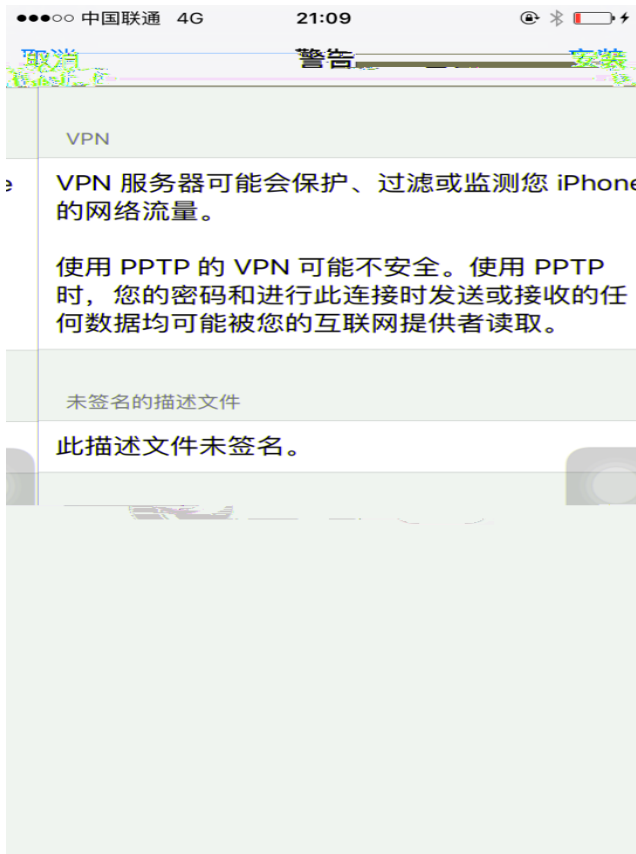 中国联通 4G 21:09
取消 警告 安装
VPN
VPN 服务器可能会保护、过滤或监测您 iPhone
的网络流量。
使用 PPTP 的 VPN 可能不安全。使用 PPTP
时，您的密码和进行此连接时发送或接收的任
何数据均可能被您的互联网提供者读取。
未签名的描述文件
此描述文件未签名。